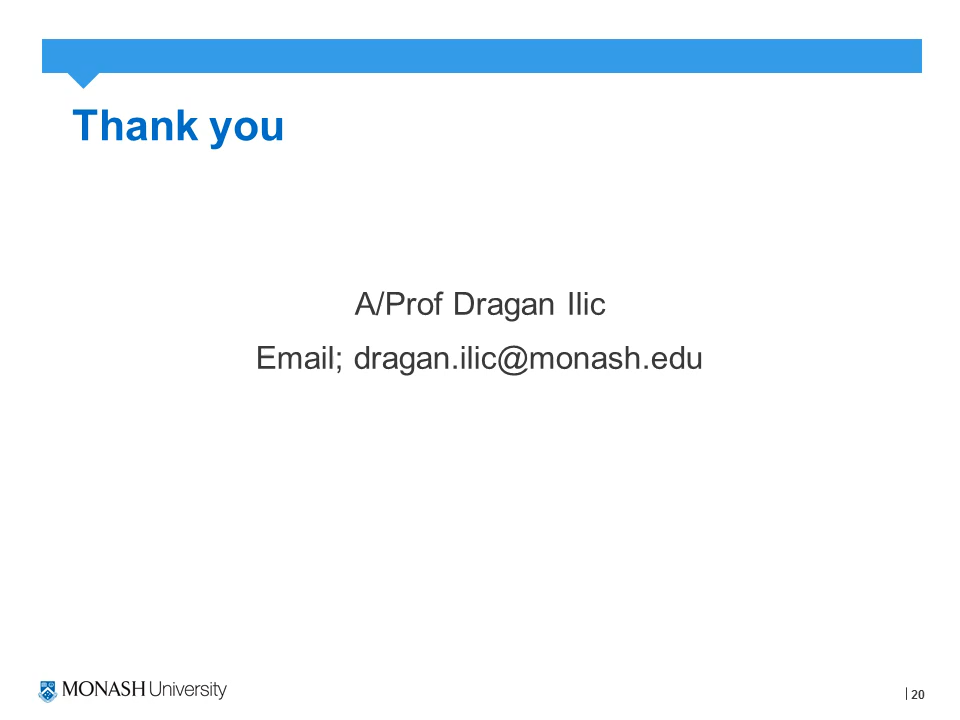 Thank you
A/Prof Dragan Ilic
Email; dragan.ilic@monash.edu
MONASH University
20